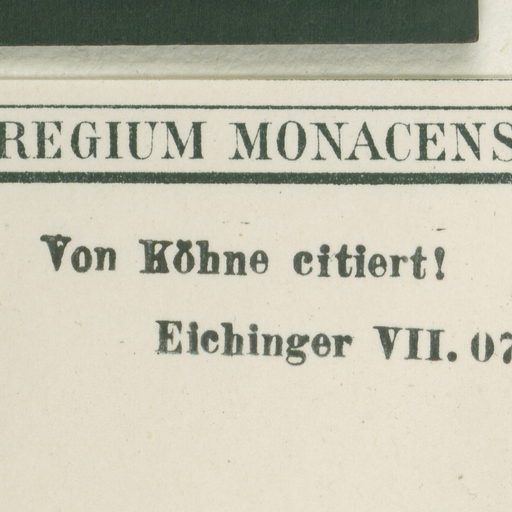 REGIUM MONACENS
Von Köhne citiert!
Eichinger VII. 07